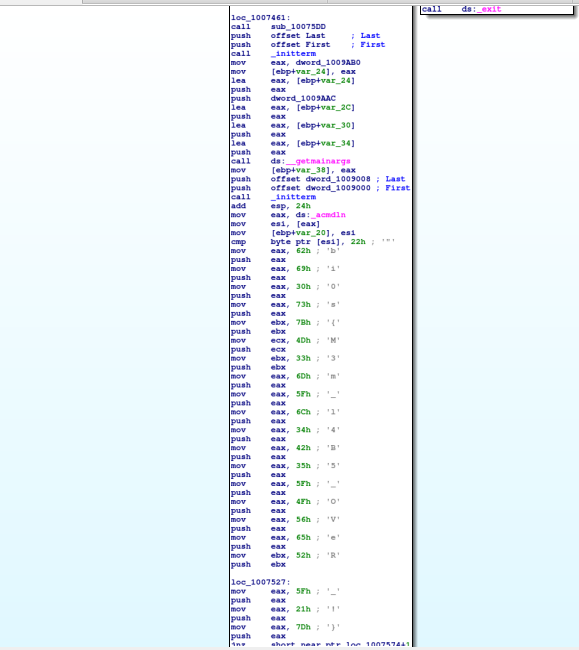 call    ds:_exit
loc_1007461:
call    sub_10075DD
push    offset Last     ; Last
push    offset First    ; First
call    _initterm
mov     eax, dword_1009AB0
mov     [ebp+var_24], eax
lea     eax, [ebp+var_24]
push    eax
push    dword_1009AAC
lea     eax, [ebp+var_2C]
push    eax
lea     eax, [ebp+var_30]
push    eax
lea     eax, [ebp+var_34]
push    eax
call    ds:__getmainargs
mov     [ebp+var_38], eax
push    offset dword_1009008 ; Last
push    offset dword_1009000 ; First
call    _initterm
add     esp, 24h
mov     eax, ds:_acmdln
mov     esi, [eax]
mov     [ebp+var_20], esi
cmp     byte ptr [esi], 22h ; '"'
mov     eax, 62h ; 'b'
push    eax
mov     eax, 69h ; 'i'
push    eax
mov     eax, 30h ; '0'
push    eax
mov     eax, 73h ; 's'
push    eax
mov     ebx, 7Bh ; '{'
push    ebx
mov     ecx, 4Dh ; 'M'
push    ecx
mov     ebx, 33h ; '3'
push    ebx
mov     eax, 6Dh ; 'm'
push    eax
mov     eax, 5Fh ; '_'
push    eax
mov     eax, 6Ch ; 'l'
push    eax
mov     eax, 34h ; '4'
push    eax
mov     eax, 42h ; 'B'
push    eax
mov     eax, 35h ; '5'
push    eax
mov     eax, 5Fh ; '_'
push    eax
mov     eax, 4Fh ; 'O'
push    eax
mov     eax, 56h ; 'V'
push    eax
mov     eax, 65h ; 'e'
push    eax
mov     ebx, 52h ; 'R'
push    ebx
loc_1007527:
mov     eax, 5Fh ; '_'
push    eax
mov     eax, 21h ; '!'
push    eax
mov     eax, 7Dh ; '}'
push    eax
jnz     short near ptr loc_1007574+1